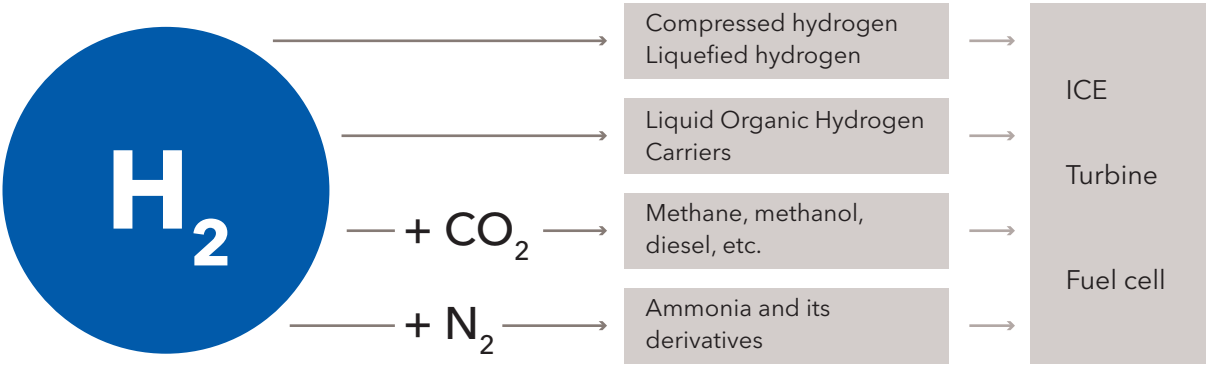 H₂
Compressed hydrogen
Liquefied hydrogen
Liquid Organic Hydrogen
Carriers
+ CO₂
Methane, methanol,
diesel, etc.
+ N₂
Ammonia and its
derivatives
ICE
Turbine
Fuel cell